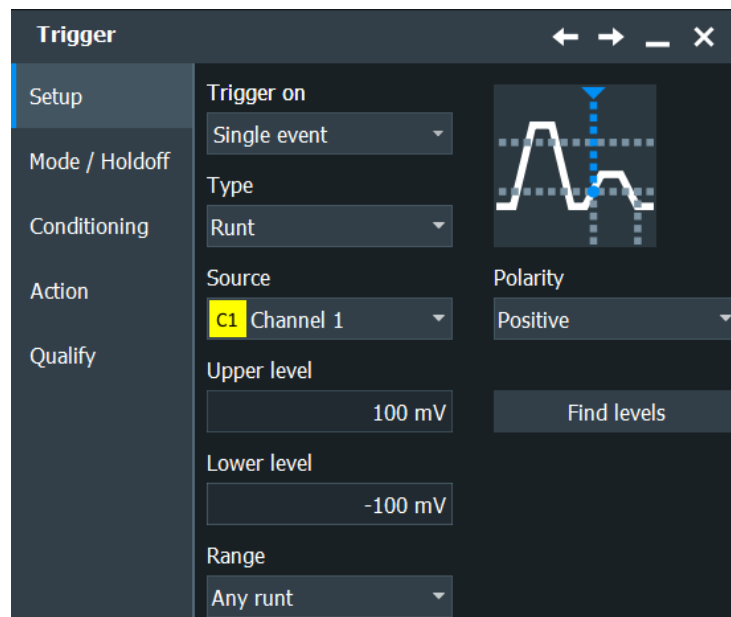 Trigger
Setup
Mode / Holdoff
Conditioning
Action
Qualify
Trigger on
Single event
Type
Runt
Source
C1 Channel 1
Polarity
Positive
Upper level
100 mV
Find levels
Lower level
-100 mV
Range
Any runt